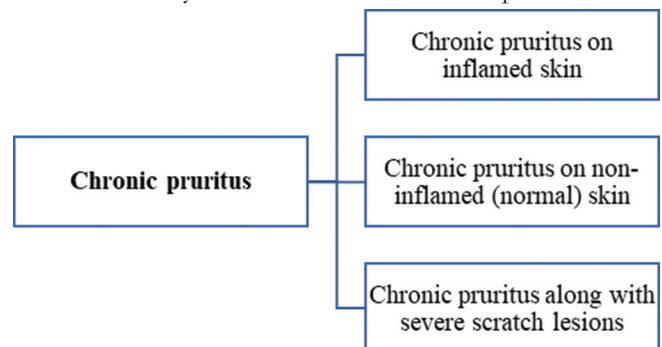 Chronic pruritus on
inflamed skin
Chronic pruritus
Chronic pruritus on non-
inflamed (normal) skin
Chronic pruritus along with
severe scratch lesions